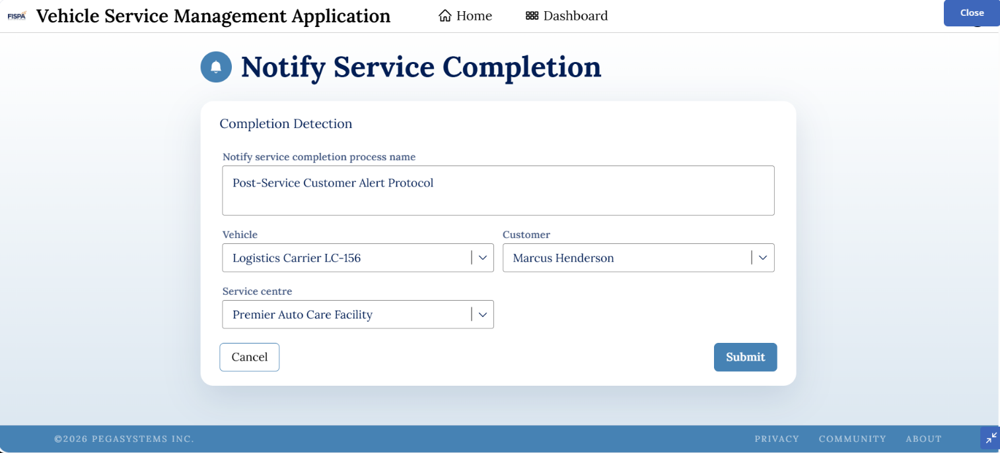 FISPA Vehicle Service Management Application Home Dashboard Close
Notify Service Completion
Completion Detection
Notify service completion process name
Post-Service Customer Alert Protocol
Vehicle Customer
Logistics Carrier LC-156 Marcus Henderson
Service centre
Premier Auto Care Facility
Cancel Submit
©2026 PEGASYSTEMS INC. PRIVACY COMMUNITY ABOUT